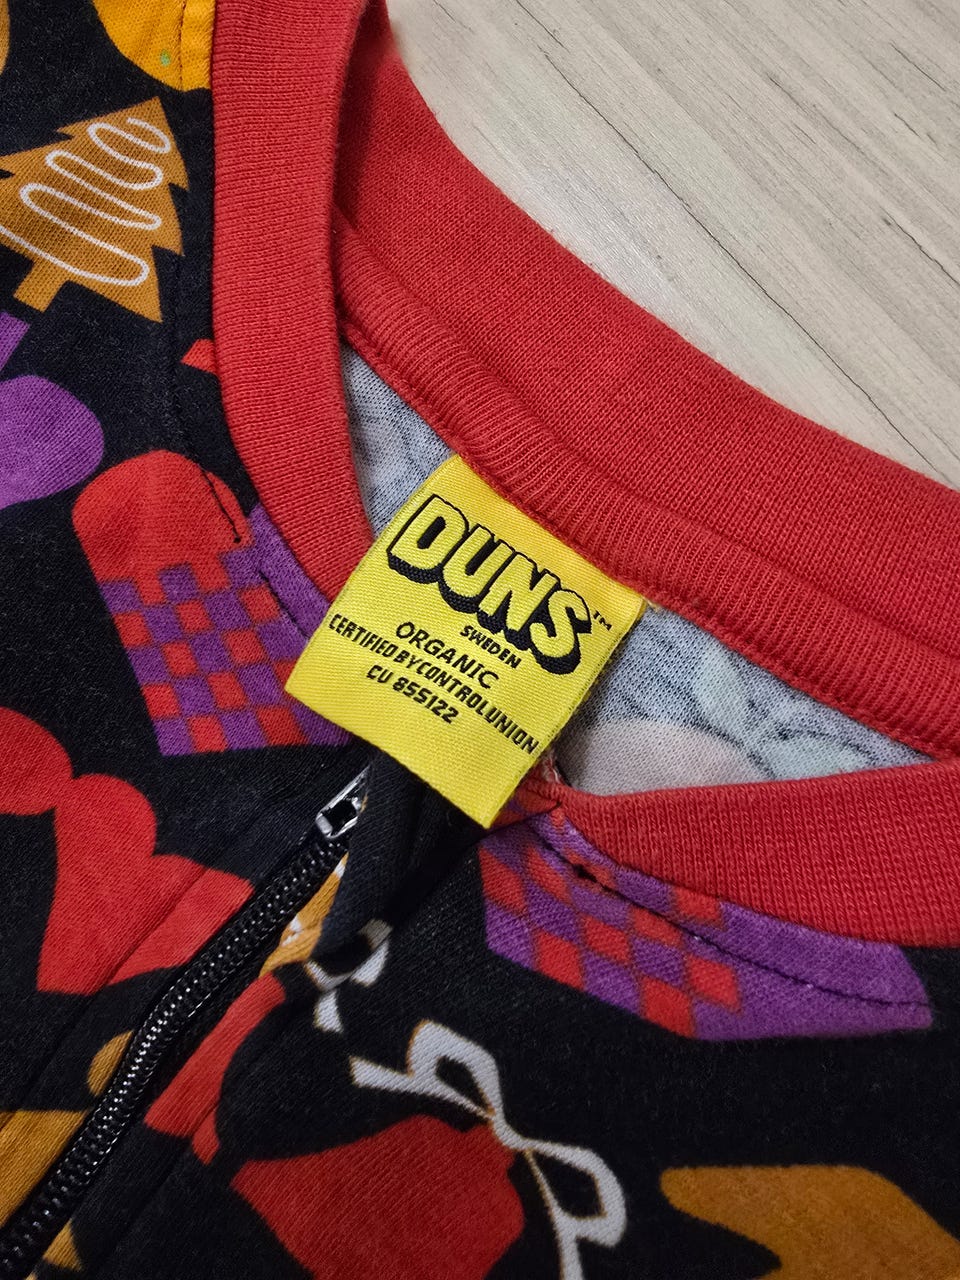 DUNS™
SWEDEN
ORGANIC
CERTIFIED BY CONTROL UNION
CU 855122